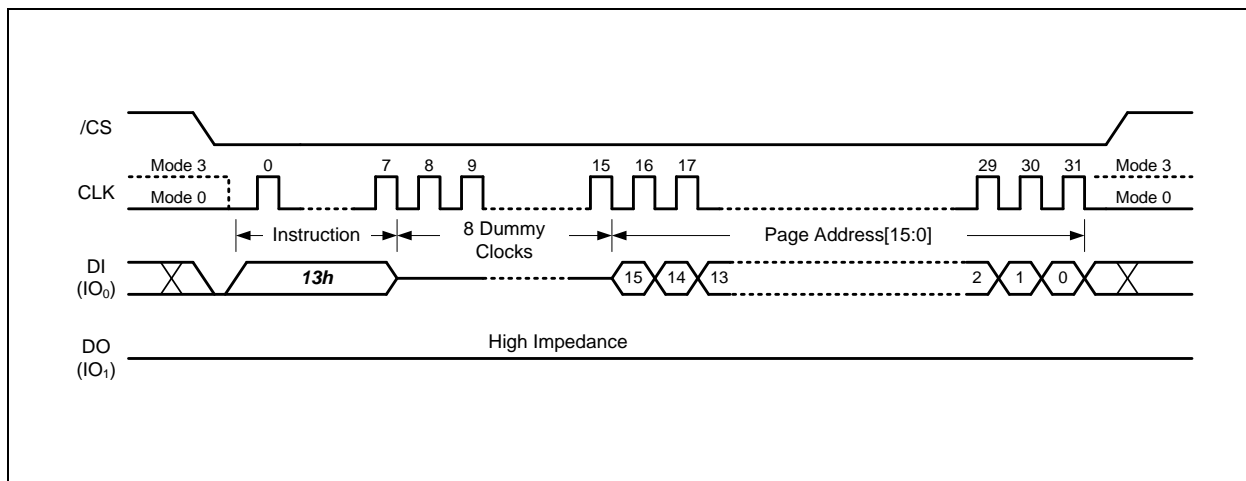 /CS
Mode 3 0 7 8 9 15 16 17 29 30 31 Mode 3
CLK
Mode 0 Mode 0
Instruction 8 Dummy Page Address[15:0]
Clocks
DI 13h 15 14 13 2 1 0
(IO₀)
High Impedance
DO
(IO₁)